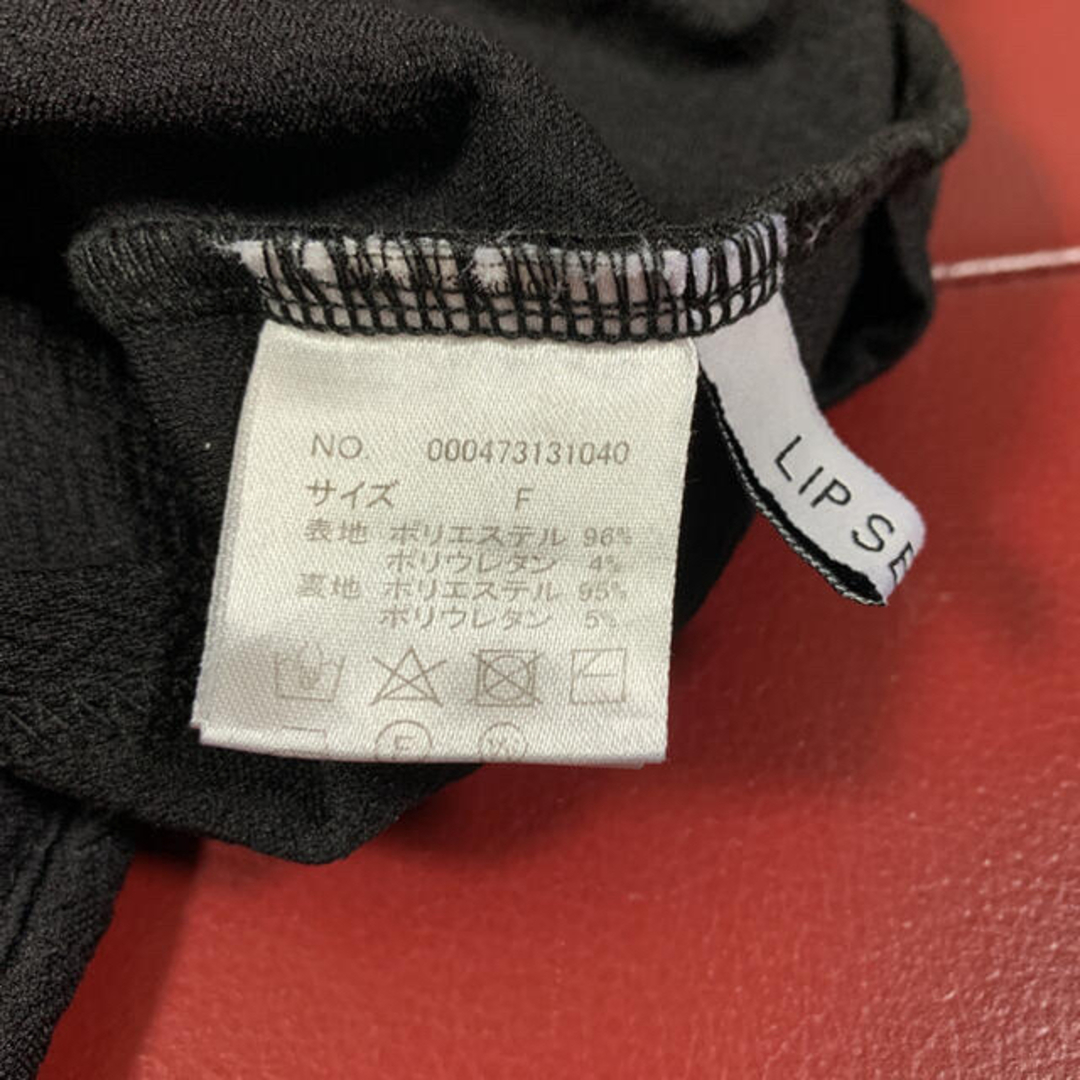 NO. 000473131040
サイズ F
表地 ポリエステル 96%
ポリウレタン 4%
裏地 ポリエステル 95%
ポリウレタン 5%
F W
LIP SE